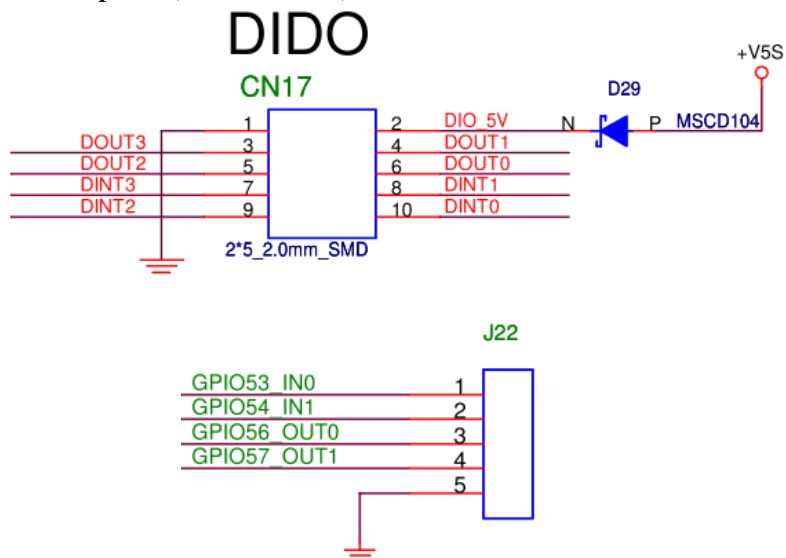 DIDO
CN17
+V5S
D29
1 2 DIO_5V N P MSCD104
DOUT3 3 4 DOUT1
DOUT2 5 6 DOUT0
DINT3 7 8 DINT1
DINT2 9 10 DINT0
2*5_2.0mm_SMD
J22
GPIO53_IN0 1
GPIO54_IN1 2
GPIO56_OUT0 3
GPIO57_OUT1 4
5